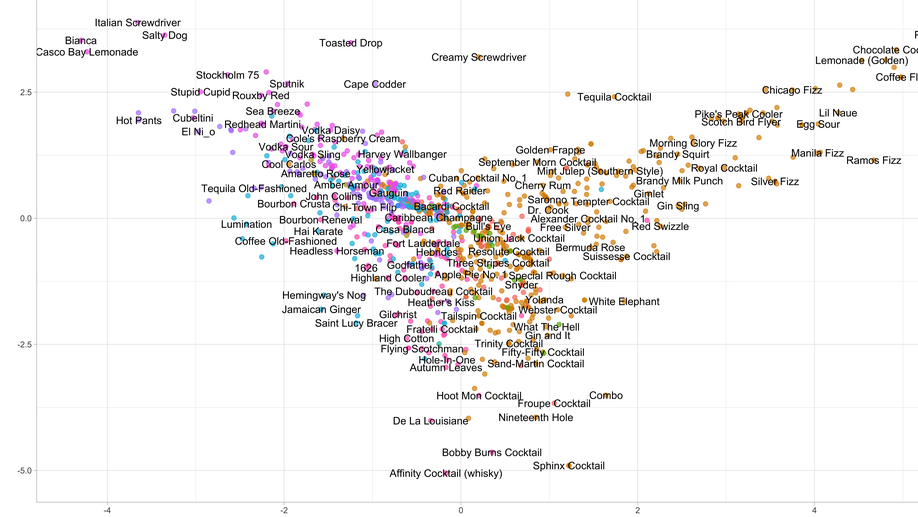 Italian Screwdriver
Salty Dog
Bianca
Toasted Drop
Casco Bay Lemonade
Chocolate Co
Creamy Screwdriver
Lemonade (Golden)
Stockholm 75
Coffee Fl
Sputnik
Cape Codder
2.5
Stupid Cupid
Rouxby Red
Tequila Cocktail
Chicago Fizz
Hot Pants
Cubeltini
Sea Breeze
Pike's Peak Cooler
Lil Naue
Redhead Martini
Scotch Bird Flyer
Egg Sour
El Ni_o
Vodka Daisy
Cole's Raspberry Cream
Vodka Sour
Morning Glory Fizz
Vodka Sling
Harvey Wallbanger
Golden Frappe
Brandy Squirt
Manila Fizz
Cool Carlos
September Morn Cocktail
Ramos Fizz
Amaretto Rose
Yellowjacket
Mint Julep (Southern Style)
Royal Cocktail
Cuban Cocktail No. 1
Brandy Milk Punch
Silver Fizz
Tequila Old-Fashioned
Amber Amour
Cherry Rum
John Collins
Gauguin
Red Raider
Gimlet
Bourbon Crusta
Chi-Town Flip
Bacardi Cocktail
Saronno
Tempter Cocktail
Gin Sling
0.0
Bourbon Renewal
Caribbean Champagne
Dr. Cook
Alexander Cocktail No. 1
Lumination
Hai Karate
Casa Blanca
Bull's Eye
Free Silver
Red Swizzle
Coffee Old-Fashioned
Fort Lauderdale
Union Jack Cocktail
Headless Horseman
Hebrides
Resolute Cocktail
Bermuda Rose
Suissesse Cocktail
1626
Godfather
Three Stripes Cocktail
Highland Cooler
Apple Pie No. 1
Special Rough Cocktail
Hemingway's Nog
The Duboudreau Cocktail
Snyder
Jamaican Ginger
Heather's Kiss
Yolanda
White Elephant
Saint Lucy Bracer
Gilchrist
Tailspin Cocktail
Webster Cocktail
Fratelli Cocktail
What The Hell
High Cotton
Gin and It
-2.5
Flying Scotchman
Trinity Cocktail
Hole-In-One
Fifty-Fifty Cocktail
Autumn Leaves
Sand-Martin Cocktail
Hoot Mon Cocktail
Combo
Froupe Cocktail
De La Louisiane
Nineteenth Hole
Bobby Burns Cocktail
-5.0
Affinity Cocktail (whisky)
Sphinx Cocktail
-4
-2
0
2
4